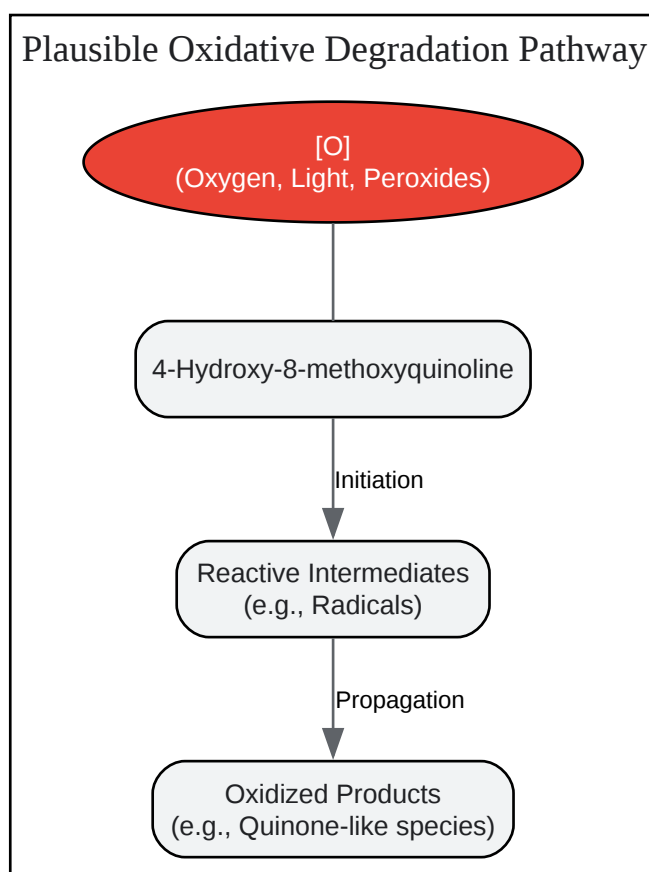 Plausible Oxidative Degradation Pathway
[O]
(Oxygen, Light, Peroxides)
4-Hydroxy-8-methoxyquinoline
Initiation
Reactive Intermediates
(e.g., Radicals)
Propagation
Oxidized Products
(e.g., Quinone-like species)